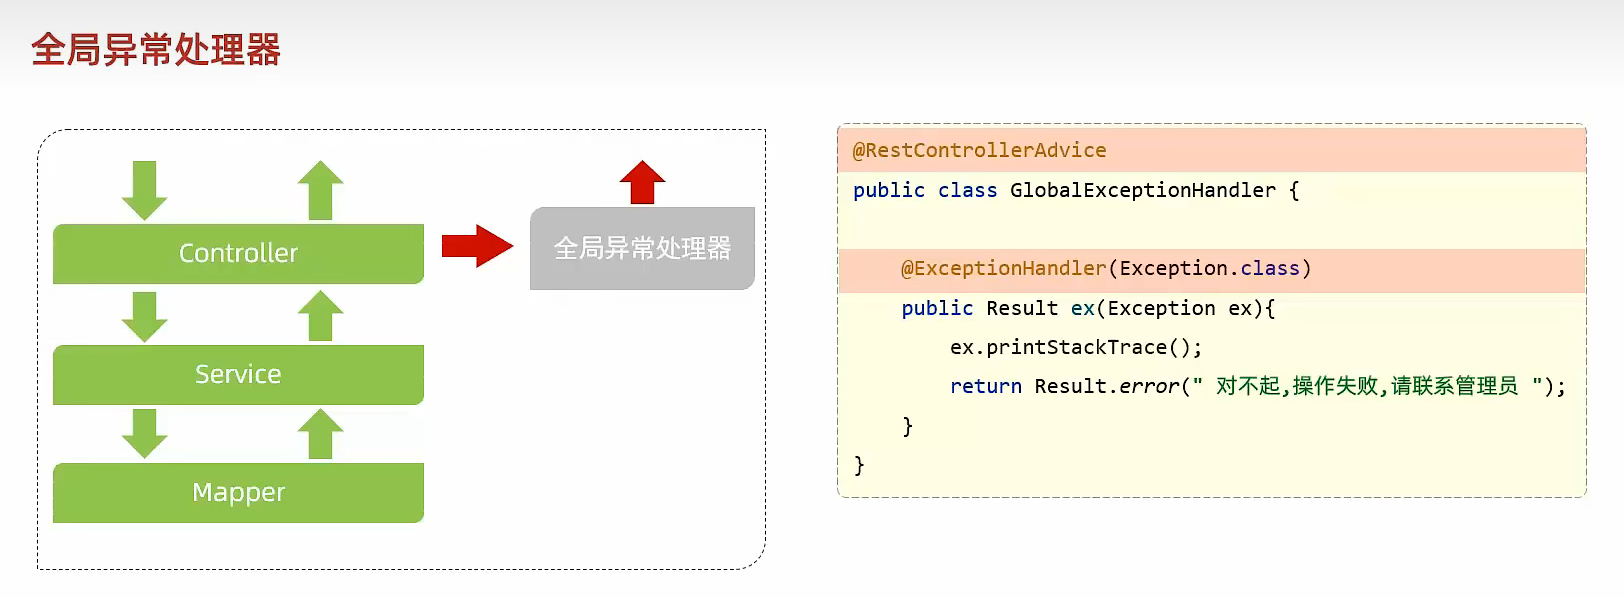 全局异常处理器
Controller
全局异常处理器
Service
Mapper
@RestControllerAdvice
public class GlobalExceptionHandler {
@ExceptionHandler(Exception.class)
public Result ex(Exception ex){
ex.printStackTrace();
return Result.error(" 对不起,操作失败,请联系管理员 ");
}
}